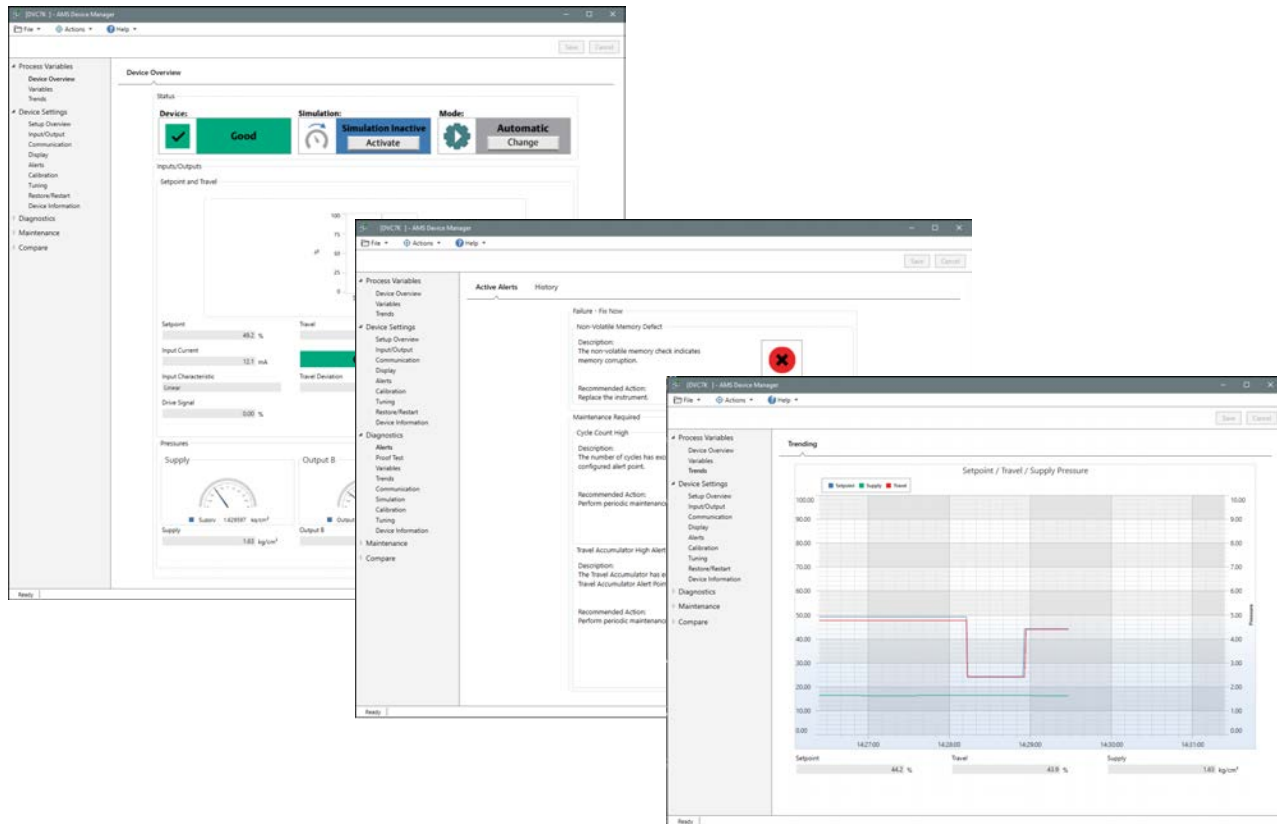 [DVC7K ] - AMS Device Manager
File Actions Help
Save Cancel
Process Variables
Device Overview
Variables
Trends
Device Settings
Setup Overview
Input/Output
Communication
Display
Alerts
Calibration
Tuning
Restore/Restart
Device Information
Diagnostics
Maintenance
Compare
Device Overview
Status
Device:
Good
Simulation:
Simulation Inactive
Activate
Mode:
Automatic
Change
Inputs/Outputs
Setpoint and Travel
100
75
%
50
25
0
Setpoint
49.2 %
Travel
Input Current
12.1 mA
Input Characteristic
Linear
Travel Deviation
Drive Signal
0.00 %
Pressures
Supply
Output B
Supply kg/cm²
Output
Supply
1.63 kg/cm²
Output B
Ready
[DVC7K ] - AMS Device Manager
File Actions Help
Save Cancel
Process Variables
Device Overview
Variables
Trends
Device Settings
Setup Overview
Input/Output
Communication
Display
Alerts
Calibration
Tuning
Restore/Restart
Device Information
Diagnostics
Alerts
Proof Test
Variables
Trends
Communication
Simulation
Calibration
Tuning
Device Information
Maintenance
Compare
Active Alerts History
Failure - Fix Now
Non-Volatile Memory Defect
Description:
The non-volatile memory check indicates
memory corruption.
Recommended Action:
Replace the instrument.
Maintenance Required
Cycle Count High
Description:
The number of cycles has exc
configured alert point.
Recommended Action:
Perform periodic maintenance
Travel Accumulator High Alert
Description:
The Travel Accumulator has e
Travel Accumulator Alert Poin
Recommended Action:
Perform periodic maintenance
Ready
[DVC7K ] - AMS Device Manager
File Actions Help
Save Cancel
Process Variables
Device Overview
Variables
Trends
Device Settings
Setup Overview
Input/Output
Communication
Display
Alerts
Calibration
Tuning
Restore/Restart
Device Information
Diagnostics
Maintenance
Compare
Trending
Setpoint / Travel / Supply Pressure
Setpoint Supply Travel
100.00 10.00
90.00 9.00
80.00 8.00
70.00 7.00
60.00 6.00
50.00 5.00
Pressure
40.00 4.00
30.00 3.00
20.00 2.00
10.00 1.00
0.00 0.00
14:27:00 14:28:00 14:29:00 14:30:00 14:31:00
Setpoint Travel Supply
44.2 % 43.9 % 1.63 kg/cm²
Ready